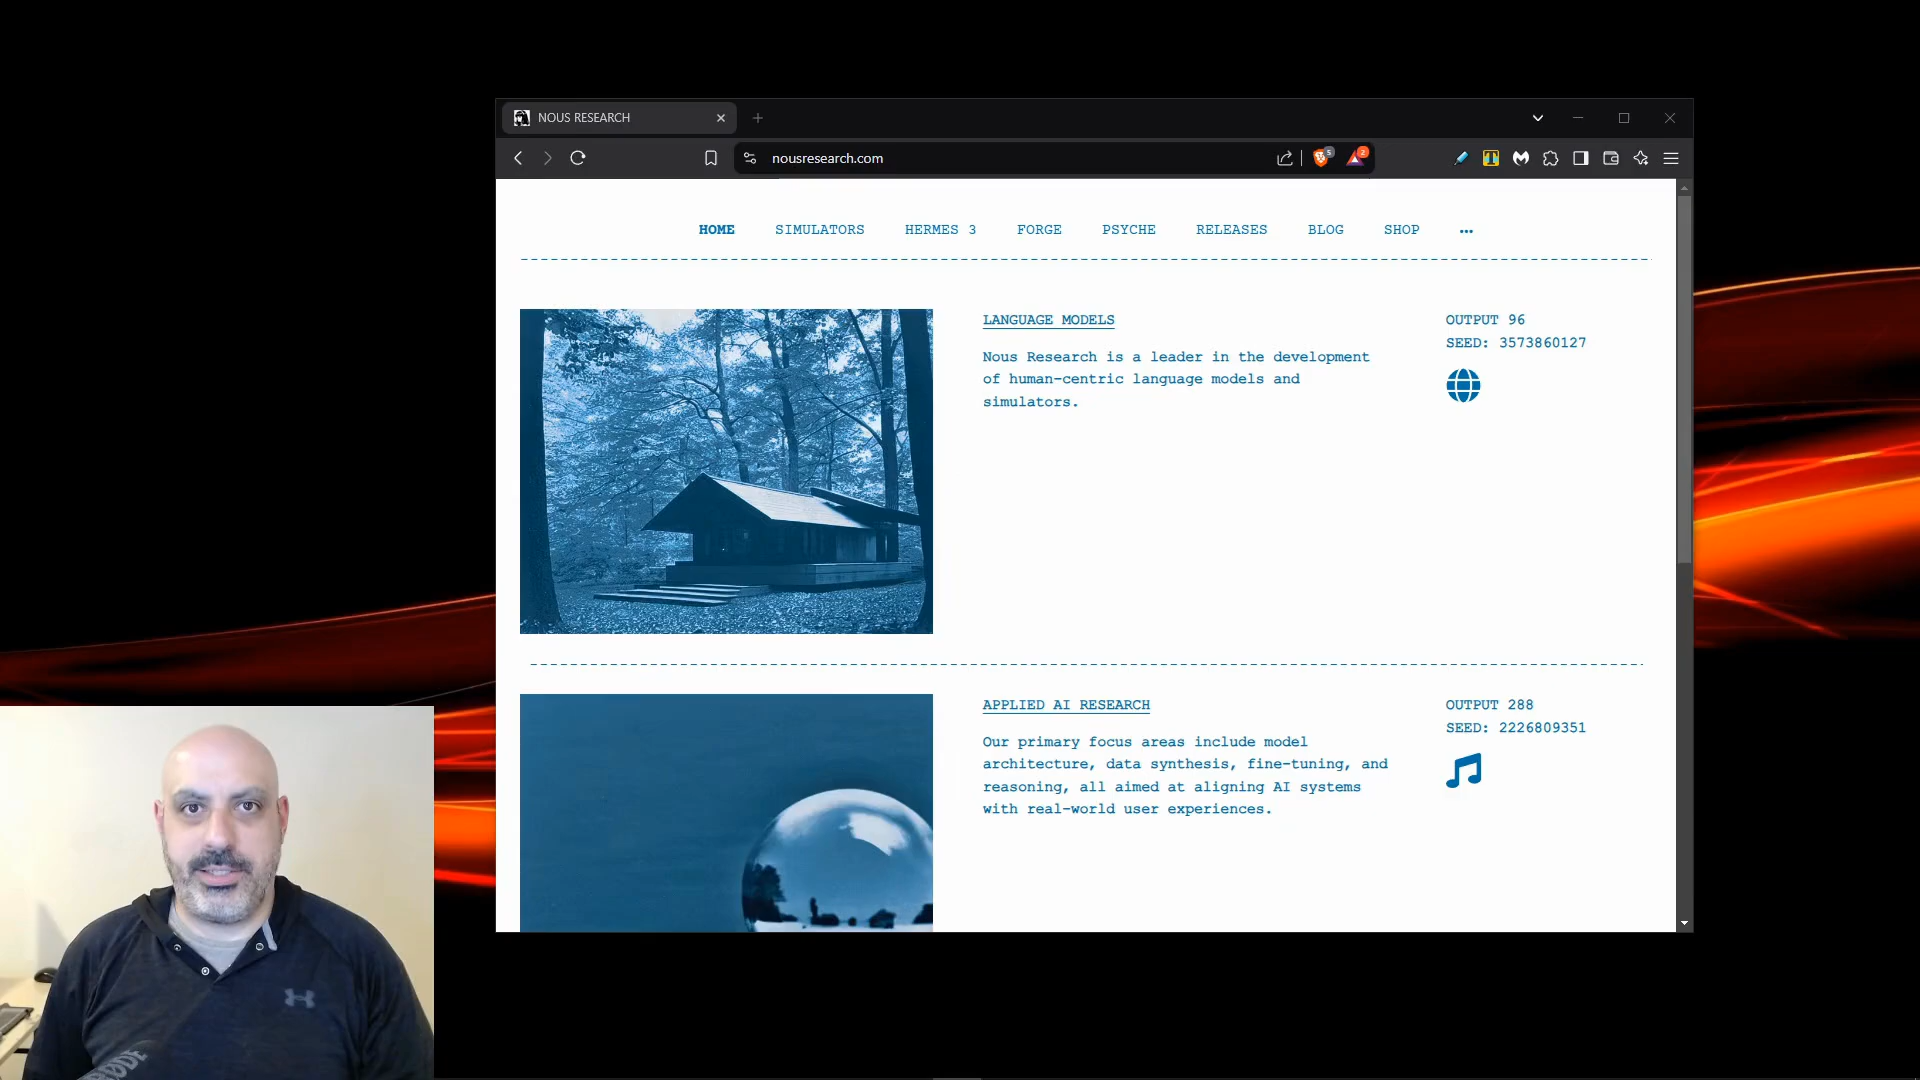 NOUS RESEARCH
nousresearch.com
5
2
HOME SIMULATORS HERMES 3 FORGE PSYCHE RELEASES BLOG SHOP ...
LANGUAGE MODELS
Nous Research is a leader in the development
of human-centric language models and
simulators.
OUTPUT 96
SEED: 3573860127
APPLIED AI RESEARCH
Our primary focus areas include model
architecture, data synthesis, fine-tuning, and
reasoning, all aimed at aligning AI systems
with real-world user experiences.
OUTPUT 288
SEED: 2226809351